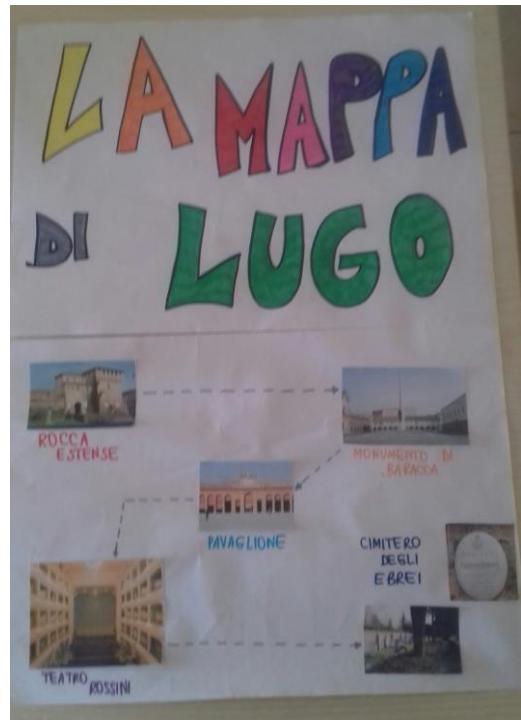 LA MAPPA
DI LUGO
ROCCA
ESTENSE
MONUMENTO DI
BARACCA
PAVAGLIONE
CIMITERO
DEGLI
EBREI
TEATRO
ROSSINI